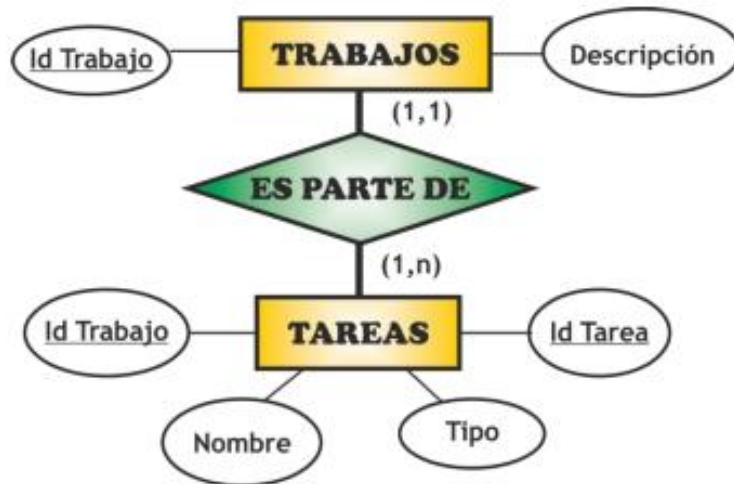 Id Trabajo
TRABAJOS
Descripción
(1,1)
ES PARTE DE
(1,n)
Id Trabajo
TAREAS
Id Tarea
Nombre
Tipo